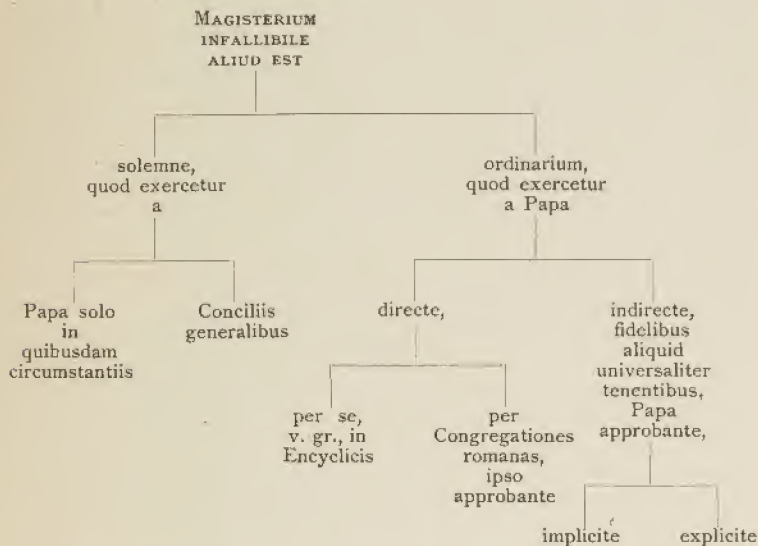 MAGISTERIUM
INFALLIBILE
ALIUD EST
solemne,
quod exercetur
a
ordinarium,
quod exercetur
a Papa
Papa solo
in
quibusdam
circumstantiis
Conciliis
generalibus
directe,
indirecte,
fidelibus
aliquid
universaliter
tenentibus,
Papa
approbante,
per se,
v. gr., in
Encyclicis
per
Congregationes
romanas,
ipso
approbante
implicite
explicite